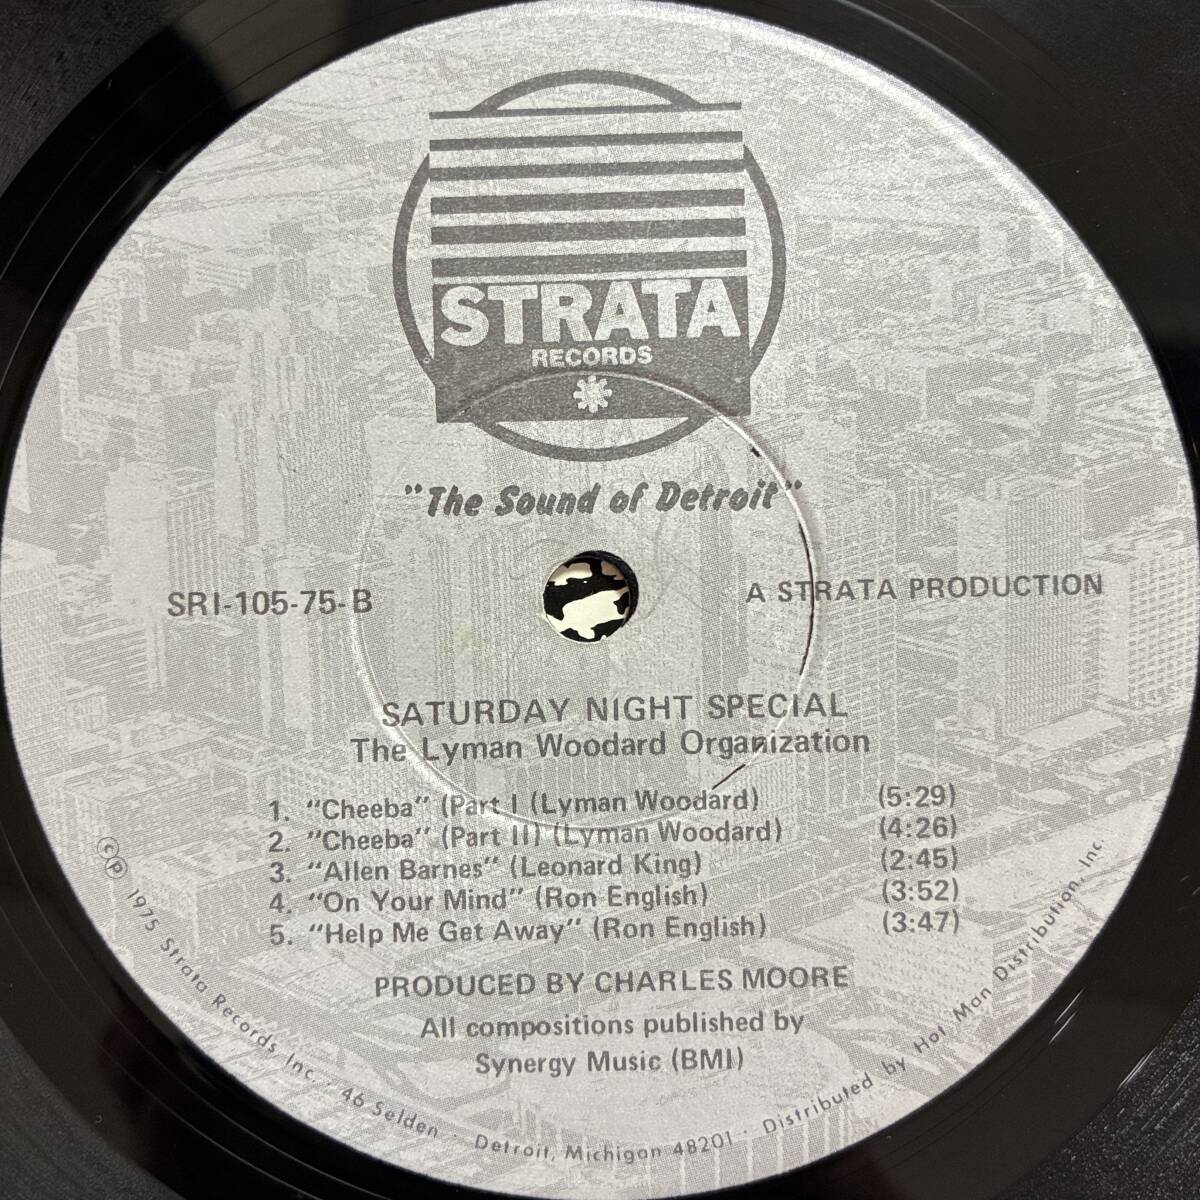 STRATA
RECORDS
"The Sound of Detroit"
SRI-105-75-B
A STRATA PRODUCTION
SATURDAY NIGHT SPECIAL
The Lyman Woodard Organization
1. "Cheeba" (Part I (Lyman Woodard) (5:29)
2. "Cheeba" (Part II) (Lyman Woodard) (4:26)
3. "Allen Barnes" (Leonard King) (2:45)
4. "On Your Mind" (Ron English) (3:52)
5. "Help Me Get Away" (Ron English) (3:47)
PRODUCED BY CHARLES MOORE
All compositions published by
Synergy Music (BMI)
©℗ 1975 Strata Records Inc. · 46 Selden · Detroit, Michigan 48201 · Distributed by Hot Man Distribution, Inc.